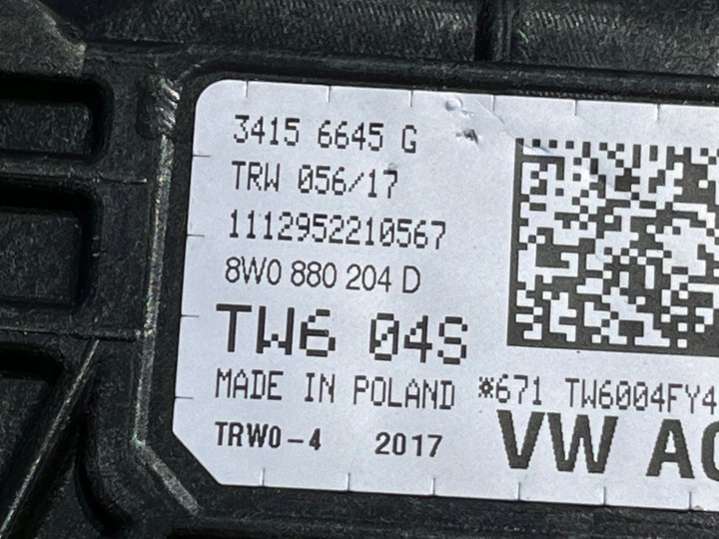 3415 6645 G
TRW 056/17
1112952210567
8W0 880 204 D
TW6 04S
MADE IN POLAND *671 TW6004FY4
TRW0-4 2017 VW AG